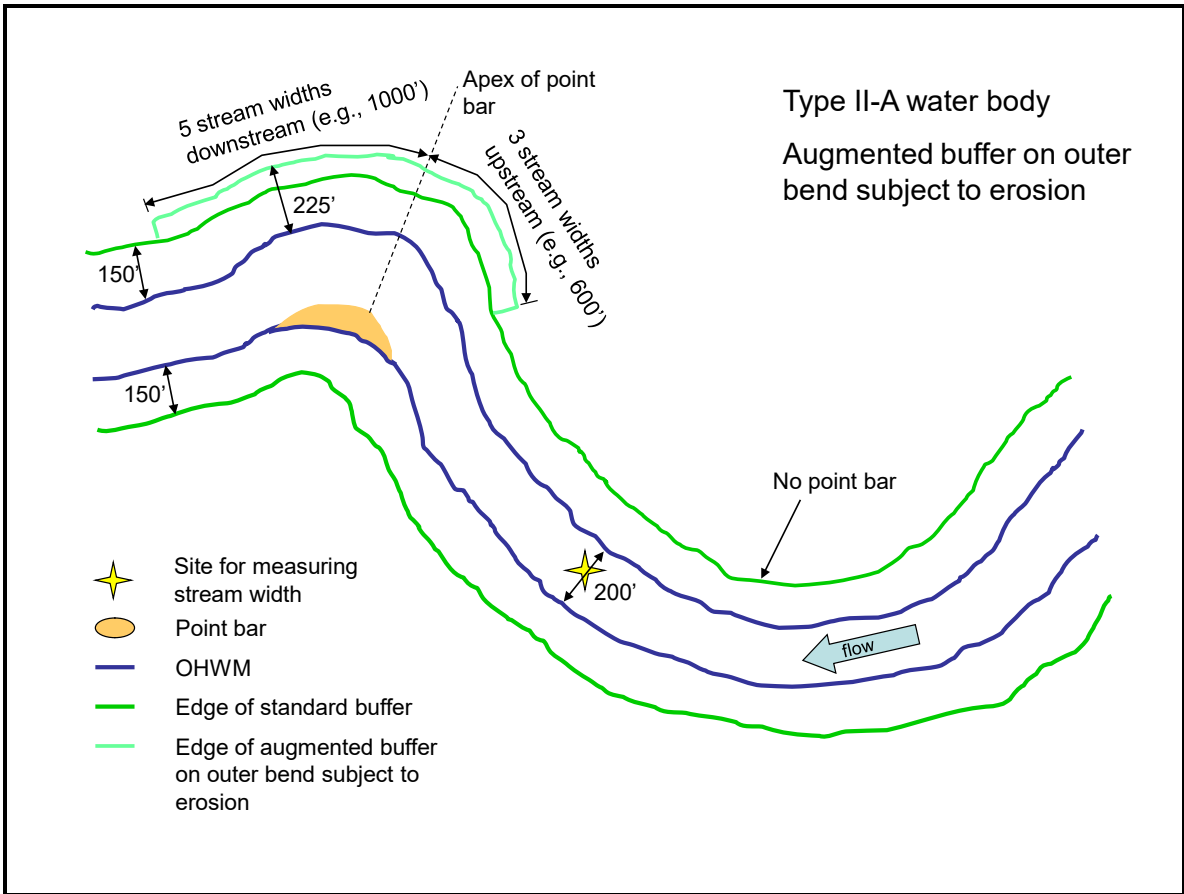 Type II-A water body
Augmented buffer on outer
bend subject to erosion
Apex of point
bar
5 stream widths
downstream (e.g., 1000’)
3 stream widths
upstream (e.g., 600’)
225’
150’
150’
No point bar
200’
flow
Site for measuring
stream width
Point bar
OHWM
Edge of standard buffer
Edge of augmented buffer
on outer bend subject to
erosion